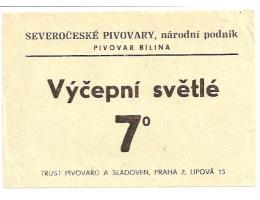 SEVEROČESKÉ PIVOVARY, národní podnik
PIVOVAR BÍLINA
Výčepní světlé
7°
TRUST PIVOVARŮ A SLADOVEN, PRAHA 2, LIPOVÁ 15